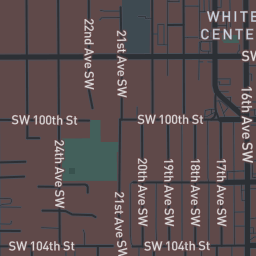 WHITE
CENTE
22nd Ave SW
21st Ave SW
SW
16th Ave SW
SW 100th St
SW 100th St
24th Ave SW
21st Ave SW
20th Ave SW
19th Ave SW
18th Ave SW
17th Ave SW
SW 104th St
SW 104th St